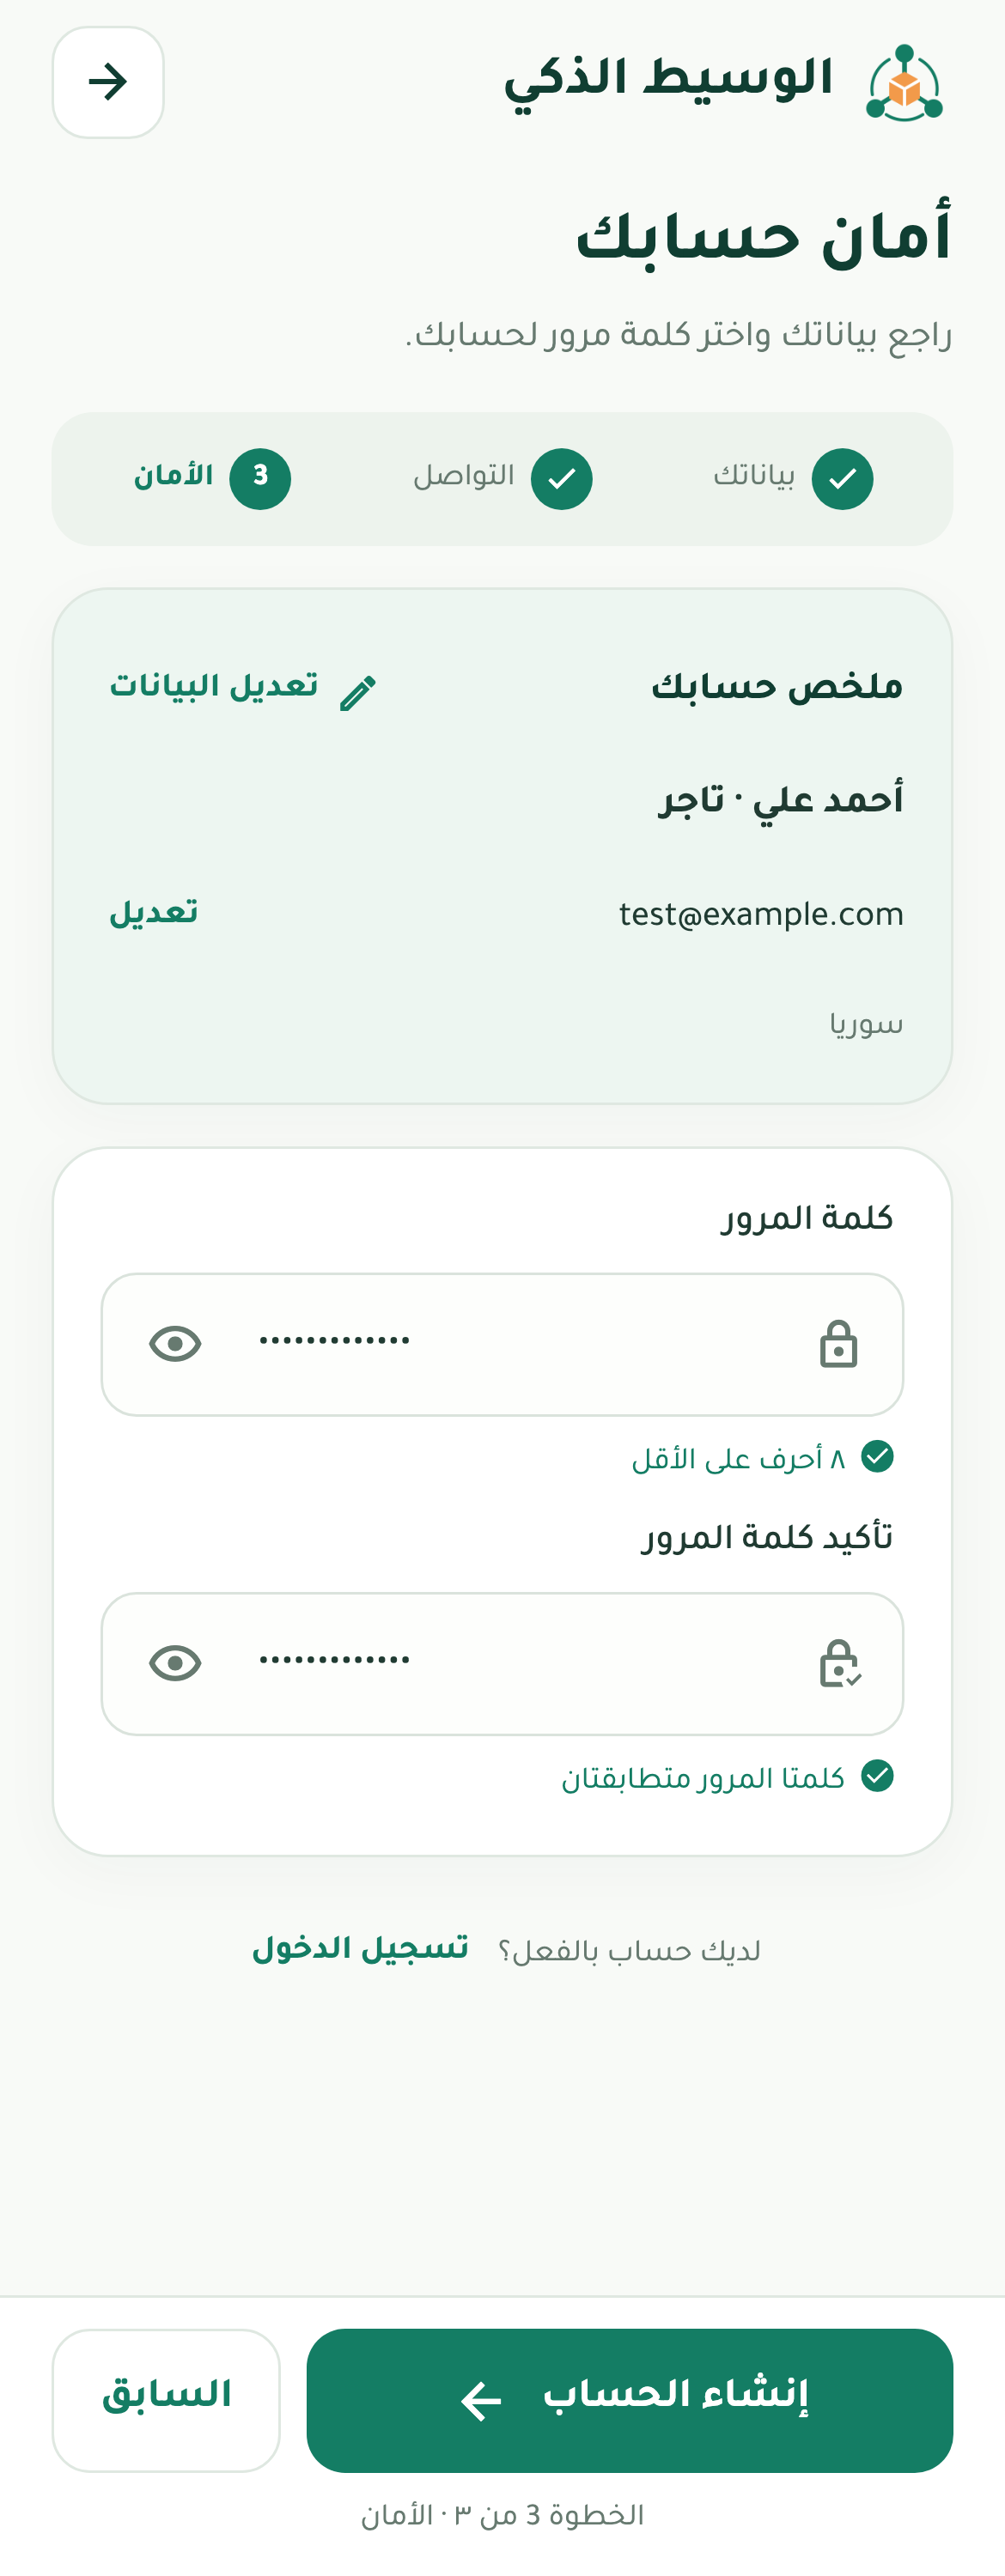 الوسيط الذكي
أمان حسابك
راجع بياناتك واختر كلمة مرور لحسابك.
بياناتك
التواصل
3 الأمان
ملخص حسابك
تعديل البيانات
أحمد علي · تاجر
test@example.com
تعديل
سوريا
كلمة المرور
•••••••••••••
٨ أحرف على الأقل
تأكيد كلمة المرور
•••••••••••••
كلمتا المرور متطابقتان
لديك حساب بالفعل؟ تسجيل الدخول
إنشاء الحساب
السابق
الخطوة 3 من ٣ · الأمان